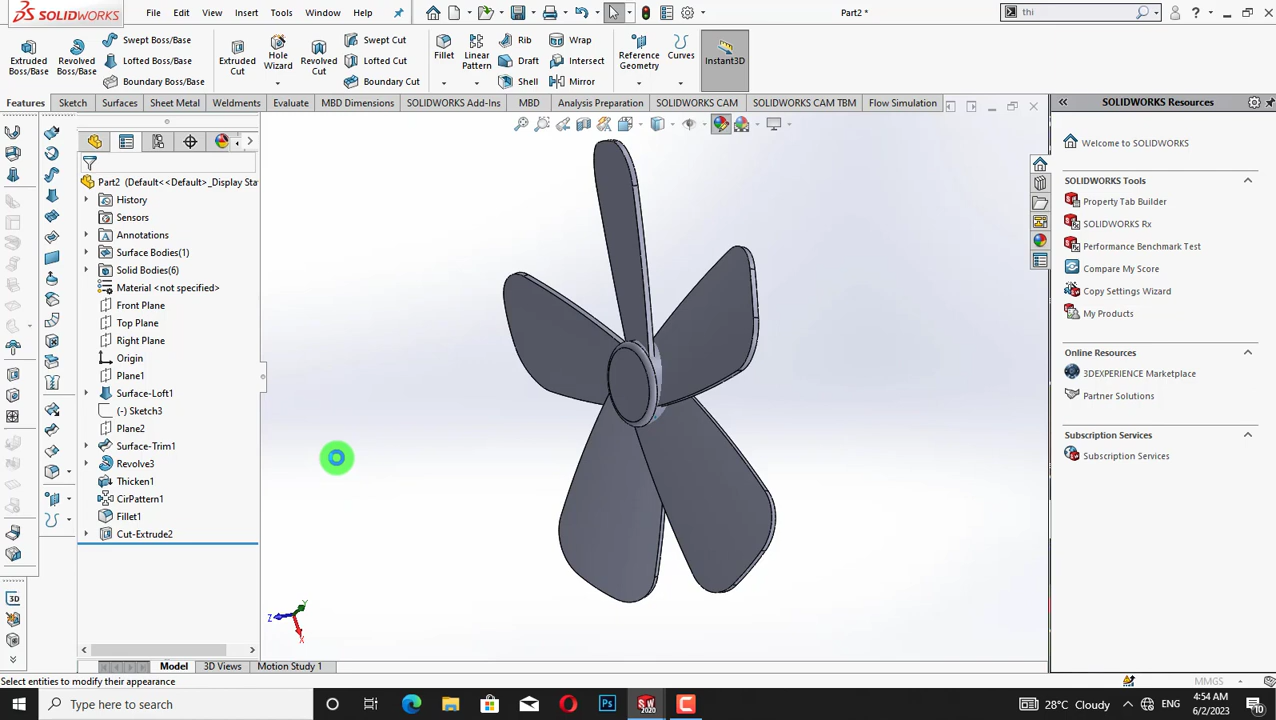 SOLIDWORKS
File Edit View Insert Tools Window Help
Part2 *
thi
Extruded Boss/Base
Revolved Boss/Base
Swept Boss/Base
Lofted Boss/Base
Boundary Boss/Base
Extruded Cut
Hole Wizard
Revolved Cut
Swept Cut
Lofted Cut
Boundary Cut
Fillet
Linear Pattern
Rib
Draft
Shell
Wrap
Intersect
Mirror
Reference Geometry
Curves
Instant3D
Features Sketch Surfaces Sheet Metal Weldments Evaluate MBD Dimensions SOLIDWORKS Add-Ins MBD Analysis Preparation SOLIDWORKS CAM SOLIDWORKS CAM TBM Flow Simulation
Part2 (Default<<Default>_Display Sta
History
Sensors
Annotations
Surface Bodies(1)
Solid Bodies(6)
Material <not specified>
Front Plane
Top Plane
Right Plane
Origin
Plane1
Surface-Loft1
(-) Sketch3
Plane2
Surface-Trim1
Revolve3
Thicken1
CirPattern1
Fillet1
Cut-Extrude2
Z Y X
3D
SOLIDWORKS Resources
Welcome to SOLIDWORKS
SOLIDWORKS Tools
Property Tab Builder
SOLIDWORKS Rx
Performance Benchmark Test
Compare My Score
Copy Settings Wizard
My Products
Online Resources
3DEXPERIENCE Marketplace
Partner Solutions
Subscription Services
Subscription Services
Model 3D Views Motion Study 1
Select entities to modify their appearance
MMGS
Type here to search
Ps
SW 2020
28°C Cloudy
ENG
4:54 AM
6/2/2023
10